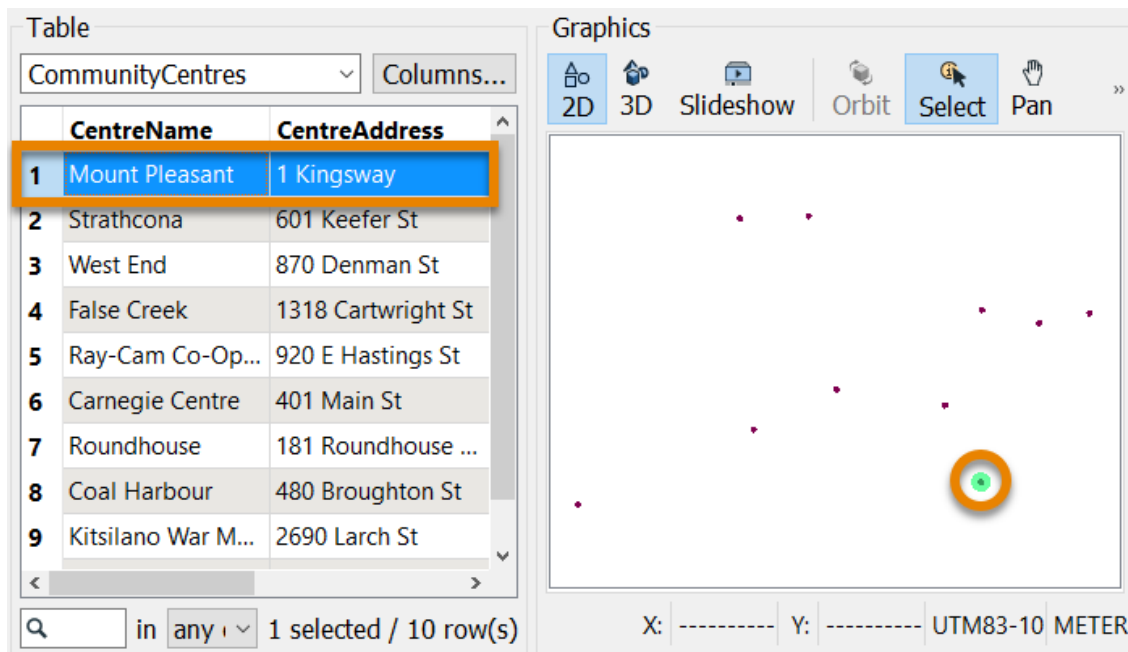 Table
CommunityCentres Columns...
CentreName CentreAddress
1 Mount Pleasant 1 Kingsway
2 Strathcona 601 Keefer St
3 West End 870 Denman St
4 False Creek 1318 Cartwright St
5 Ray-Cam Co-Op... 920 E Hastings St
6 Carnegie Centre 401 Main St
7 Roundhouse 181 Roundhouse ...
8 Coal Harbour 480 Broughton St
9 Kitsilano War M... 2690 Larch St
in any 1 selected / 10 row(s)
Graphics
2D 3D Slideshow Orbit Select Pan »
X: ---------- Y: ---------- UTM83-10 METER